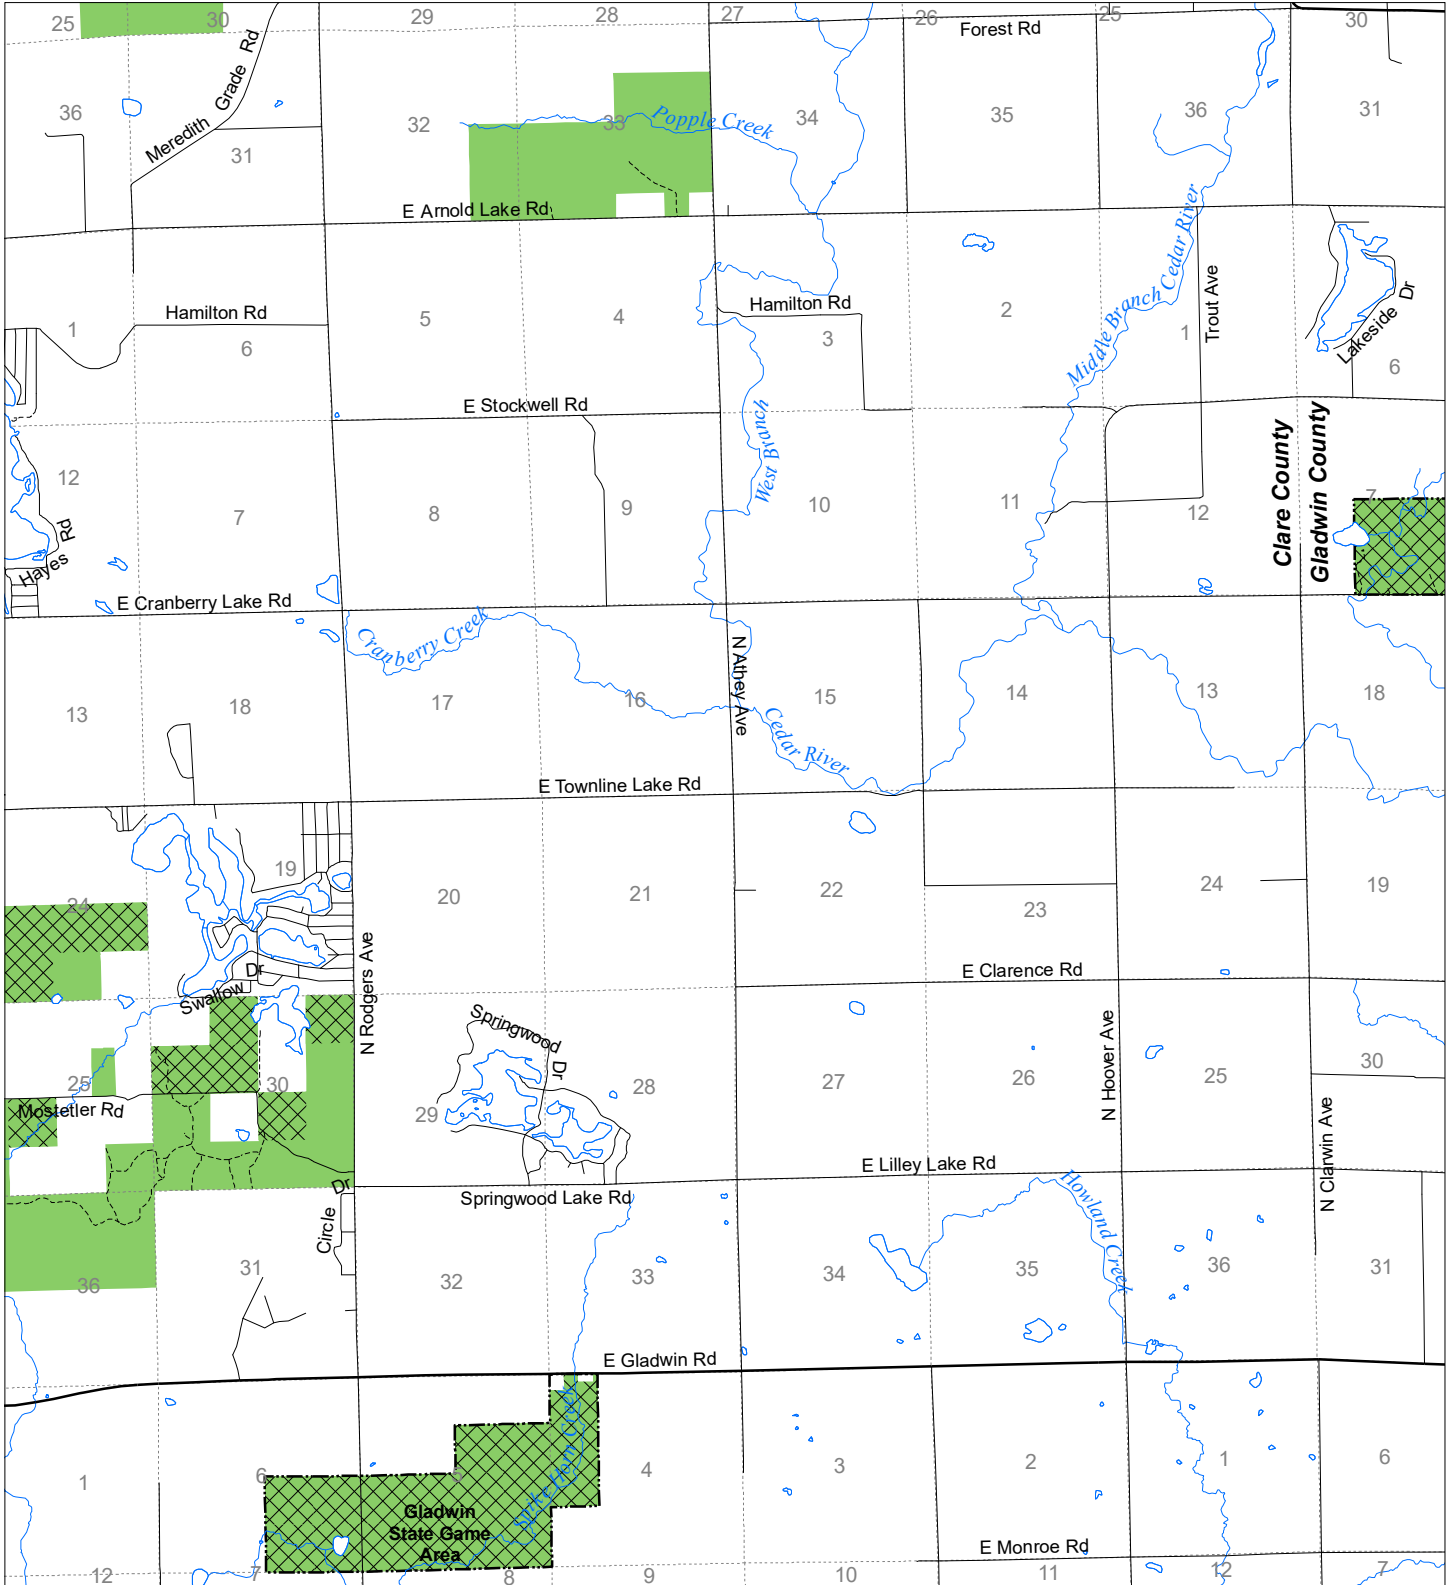 25
30
29
28
27
26
25
30
Forest Rd
Meredith Grade Rd
36
31
32
33
Popple Creek
34
35
36
31
E Arnold Lake Rd
Middle Branch Cedar River
Trout Ave
Lakeside Dr
Hamilton Rd
Hamilton Rd
1
6
5
4
3
2
1
6
E Stockwell Rd
West Branch
Clare County
Gladwin County
12
7
8
9
10
11
12
7
Hayes Rd
E Cranberry Lake Rd
Cranberry Creek
N Athey Ave
13
18
17
16
15
14
13
18
Cedar River
E Townline Lake Rd
19
24
20
21
22
23
24
19
N Rodgers Ave
E Clarence Rd
Swallow Dr
Springwood Dr
N Hoover Ave
25
30
29
28
27
26
25
30
Mostetler Rd
N Clarwin Ave
E Lilley Lake Rd
Springwood Lake Rd
Circle Dr
Howland Creek
36
31
32
33
34
35
36
31
E Gladwin Rd
Spike Horn Creek
1
6
5
4
3
2
1
6
Gladwin
State Game
Area
E Monroe Rd
12
7
8
9
10
11
12
7